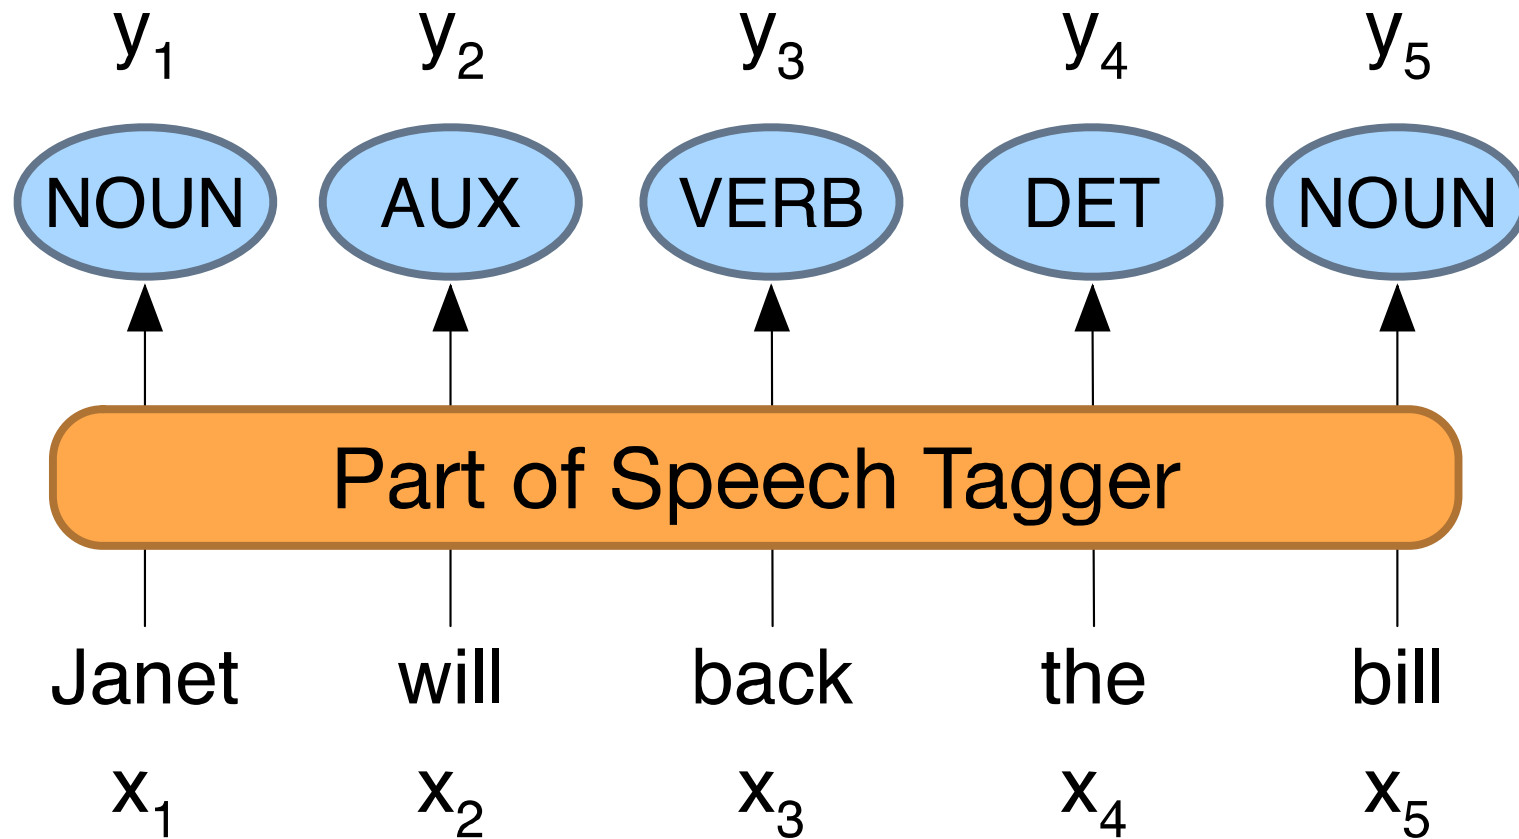 y₁ y₂ y₃ y₄ y₅
NOUN AUX VERB DET NOUN
Part of Speech Tagger
Janet will back the bill
x₁ x₂ x₃ x₄ x₅